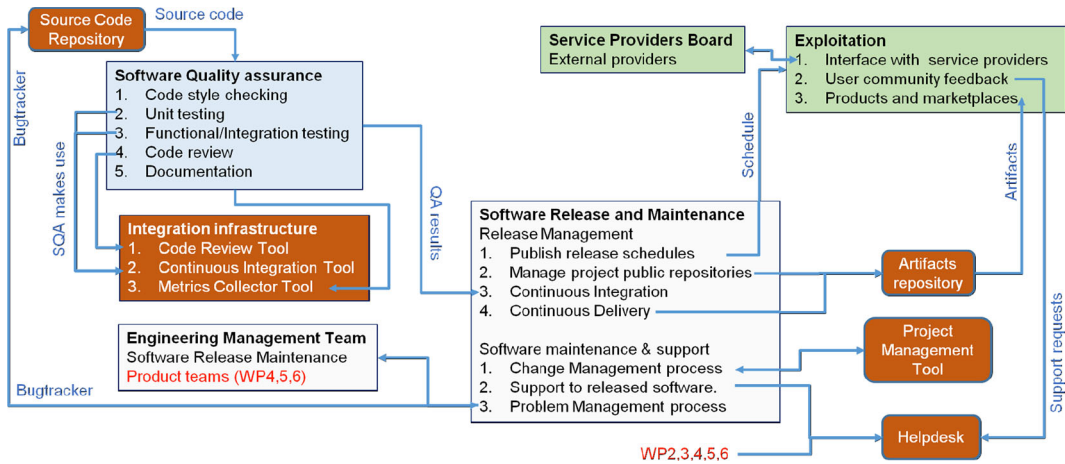 Source Code
Repository
Source code
Bugtracker
Software Quality assurance
1. Code style checking
2. Unit testing
3. Functional/Integration testing
4. Code review
5. Documentation
SQA makes use
QA results
Integration infrastructure
1. Code Review Tool
2. Continuous Integration Tool
3. Metrics Collector Tool
Engineering Management Team
Software Release Maintenance
Product teams (WP4,5,6)
Bugtracker
Service Providers Board
External providers
Exploitation
1. Interface with service providers
2. User community feedback
3. Products and marketplaces
Schedule
Artifacts
Support requests
Software Release and Maintenance
Release Management
1. Publish release schedules
2. Manage project public repositories
3. Continuous Integration
4. Continuous Delivery
Software maintenance & support
1. Change Management process
2. Support to released software.
3. Problem Management process
Artifacts
repository
Project
Management
Tool
Helpdesk
WP2,3,4,5,6